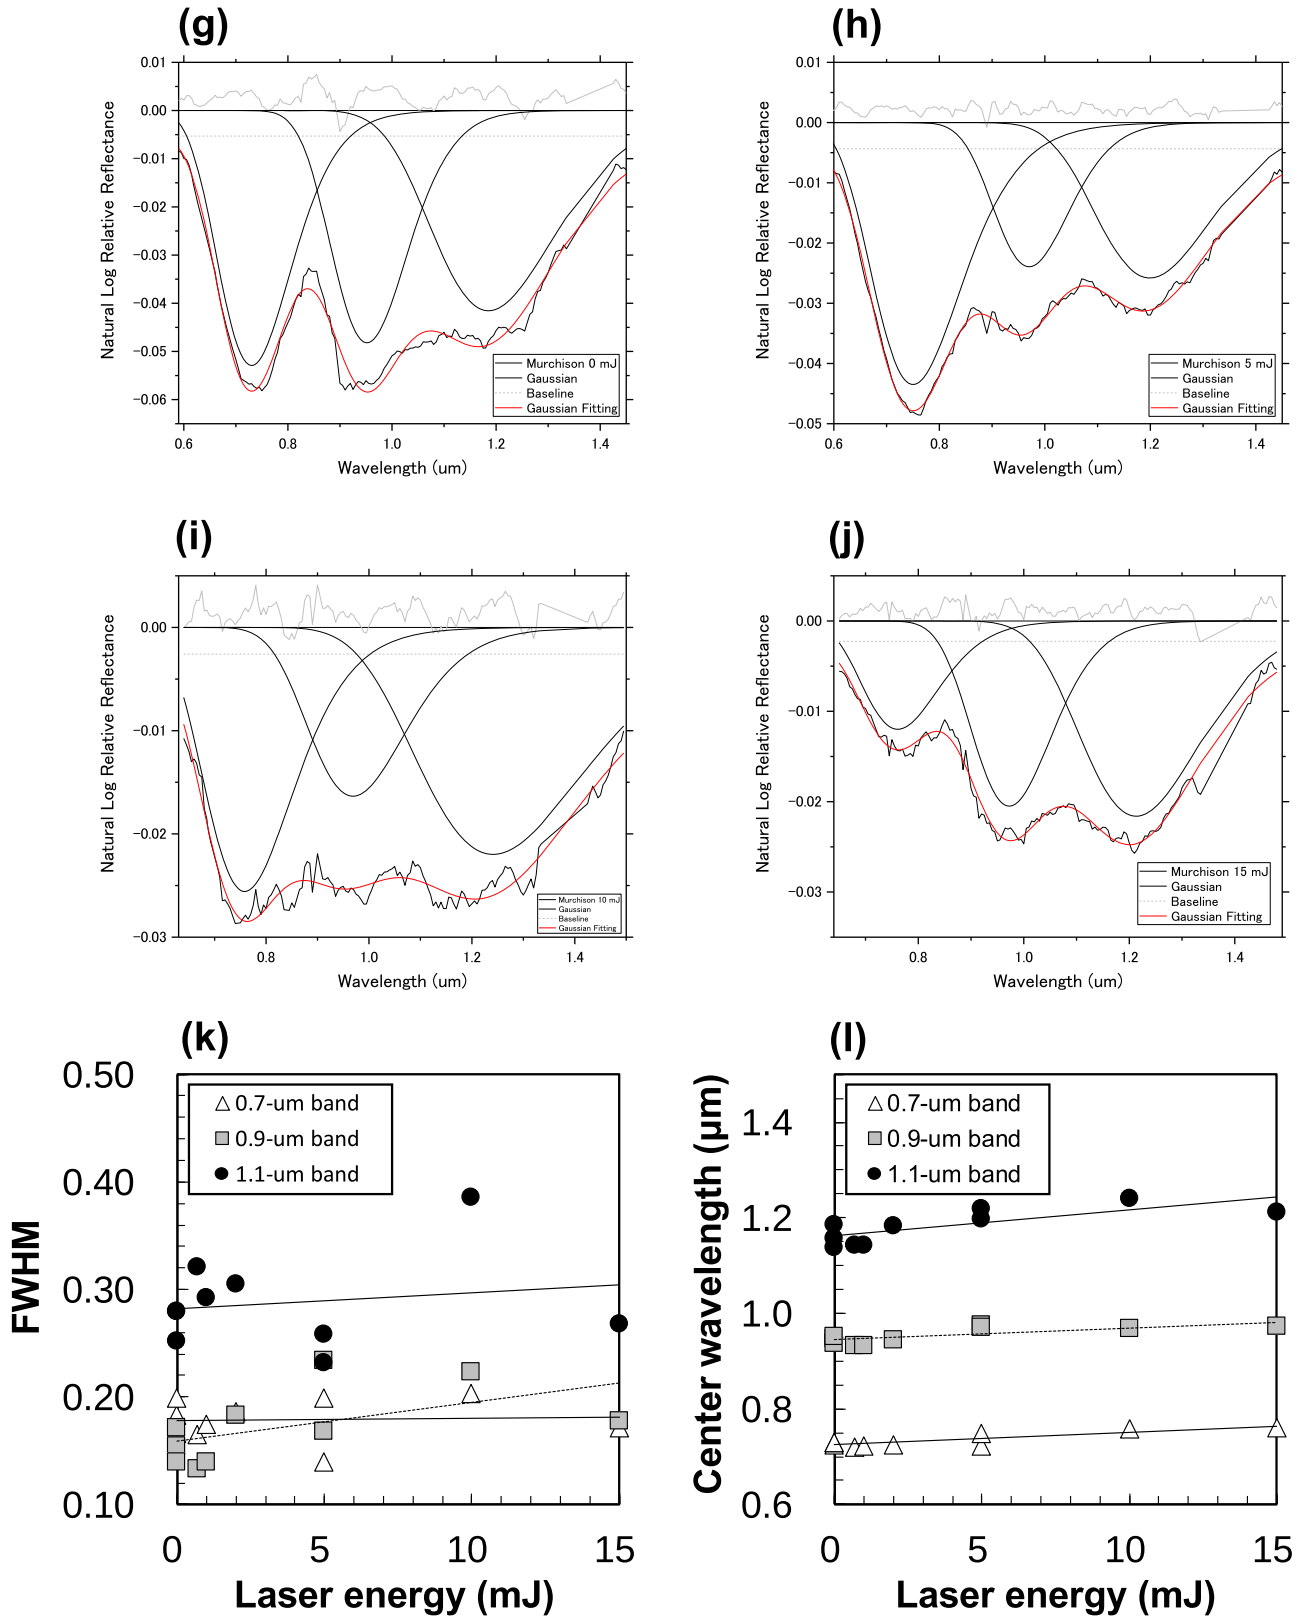 (g)
0.01
0.00
−0.01
−0.02
−0.03
−0.04
−0.05
−0.06
Natural Log Relative Reflectance
Murchison 0 mJ
Gaussian
Baseline
Gaussian Fitting
0.6 0.8 1.0 1.2 1.4
Wavelength (um)
(h)
0.01
0.00
−0.01
−0.02
−0.03
−0.04
−0.05
Natural Log Relative Reflectance
Murchison 5 mJ
Gaussian
Baseline
Gaussian Fitting
0.6 0.8 1.0 1.2 1.4
Wavelength (um)
(i)
0.00
−0.01
−0.02
−0.03
Natural Log Relative Reflectance
Murchison 10 mJ
Gaussian
Baseline
Gaussian Fitting
0.8 1.0 1.2 1.4
Wavelength (um)
(j)
0.00
−0.01
−0.02
−0.03
Natural Log Relative Reflectance
Murchison 15 mJ
Gaussian
Baseline
Gaussian Fitting
0.8 1.0 1.2 1.4
Wavelength (um)
(k)
0.50
0.40
0.30
0.20
0.10
FWHM
0.7-um band
0.9-um band
1.1-um band
0 5 10 15
Laser energy (mJ)
(l)
1.4
1.2
1.0
0.8
0.6
Center wavelength (µm)
0.7-um band
0.9-um band
1.1-um band
0 5 10 15
Laser energy (mJ)